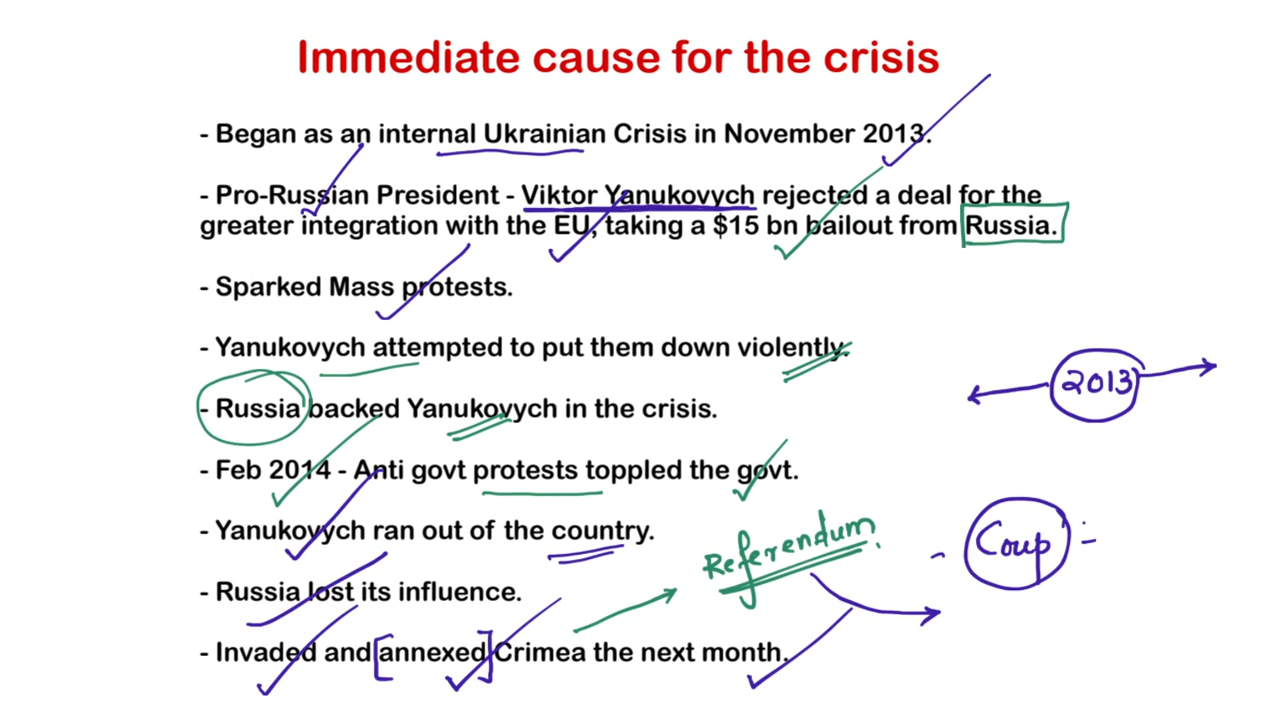 Immediate cause for the crisis
- Began as an internal Ukrainian Crisis in November 2013.
- Pro-Russian President - Viktor Yanukovych rejected a deal for the
greater integration with the EU, taking a $15 bn bailout from Russia.
- Sparked Mass protests.
- Yanukovych attempted to put them down violently.
2013
- Russia backed Yanukovych in the crisis.
- Feb 2014 - Anti govt protests toppled the govt.
- Yanukovych ran out of the country.
Referendum.
- Coup :-
- Russia lost its influence.
- Invaded and [annexed] Crimea the next month.